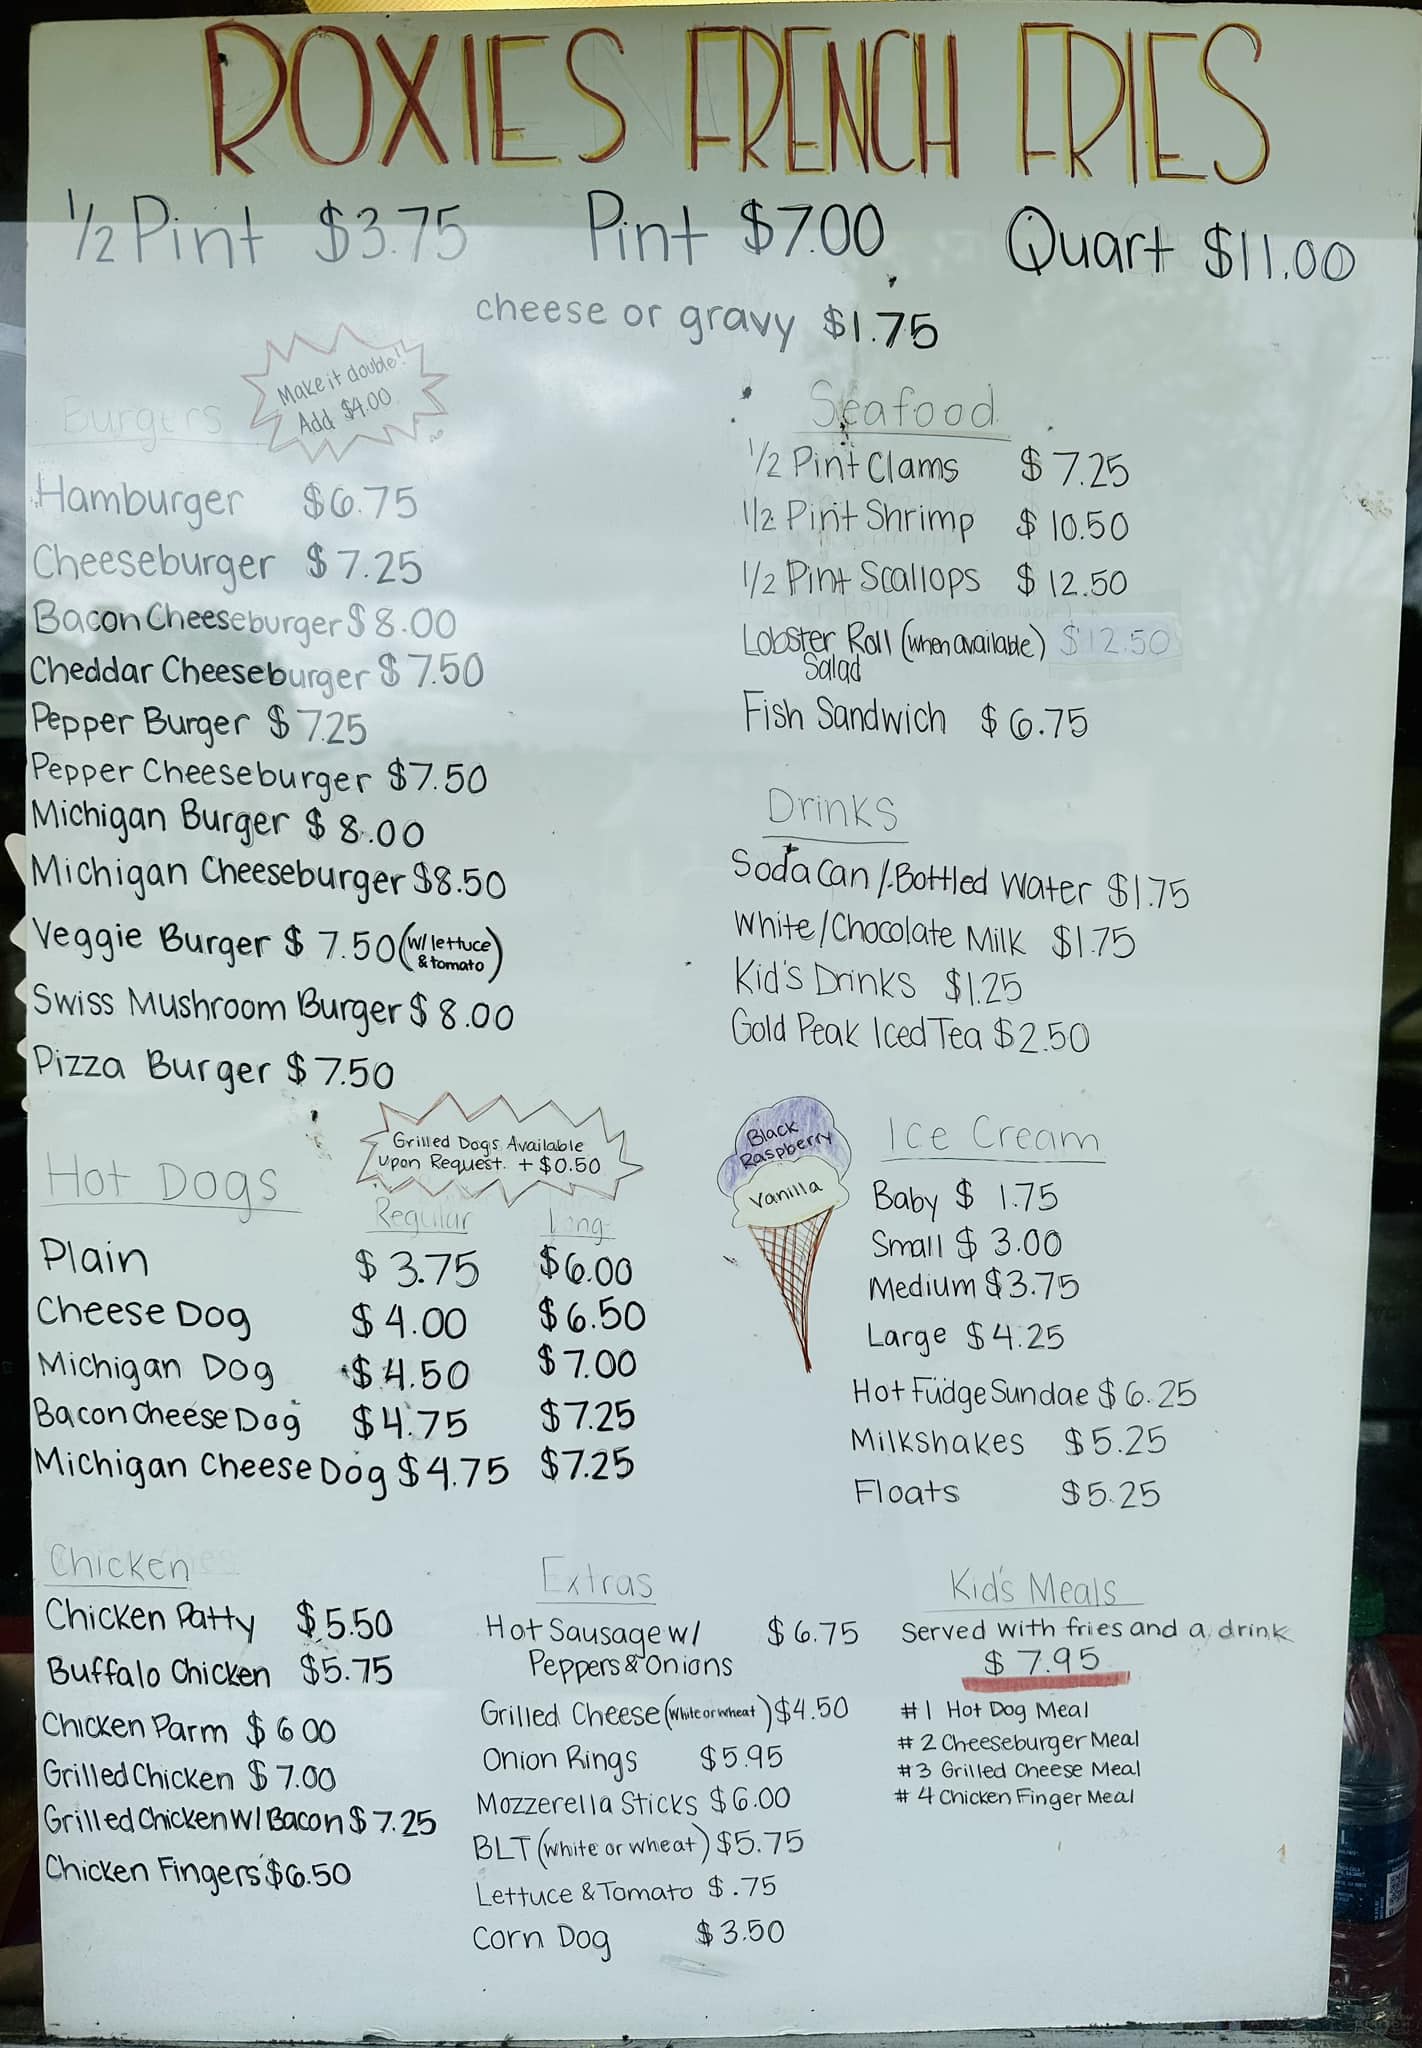 ROXIES FRENCH FRIES
1/2 Pint $3.75 Pint $7.00 Quart $11.00
cheese or gravy $1.75
Make it double!
Add $4.00
Burgers
Hamburger $6.75
Cheeseburger $7.25
Bacon Cheeseburger $8.00
Cheddar Cheeseburger $7.50
Pepper Burger $7.25
Pepper Cheeseburger $7.50
Michigan Burger $8.00
Michigan Cheeseburger $8.50
Veggie Burger $7.50 (w/ lettuce
& tomato)
Swiss Mushroom Burger $8.00
Pizza Burger $7.50
Seafood
1/2 Pint Clams $7.25
1/2 Pint Shrimp $10.50
1/2 Pint Scallops $12.50
Lobster Roll (when available) $12.50
Salad
Fish Sandwich $6.75
Drinks
Soda Can/Bottled Water $1.75
White/Chocolate Milk $1.75
Kid's Drinks $1.25
Gold Peak Iced Tea $2.50
Grilled Dogs Available
Upon Request. + $0.50
Hot Dogs
Regular Long
Plain $3.75 $6.00
Cheese Dog $4.00 $6.50
Michigan Dog $4.50 $7.00
Bacon Cheese Dog $4.75 $7.25
Michigan Cheese Dog $4.75 $7.25
Black
Raspberry
Vanilla
Ice Cream
Baby $1.75
Small $3.00
Medium $3.75
Large $4.25
Hot Fudge Sundae $6.25
Milkshakes $5.25
Floats $5.25
Chicken
Chicken Patty $5.50
Buffalo Chicken $5.75
Chicken Parm $6.00
Grilled Chicken $7.00
Grilled Chicken W/ Bacon $7.25
Chicken Fingers $6.50
Extras
Hot Sausage w/ $6.75
Peppers & Onions
Grilled Cheese (white or wheat) $4.50
Onion Rings $5.95
Mozzerella Sticks $6.00
BLT (white or wheat) $5.75
Lettuce & Tomato $.75
Corn Dog $3.50
Kid's Meals
Served with fries and a drink
$7.95
#1 Hot Dog Meal
#2 Cheeseburger Meal
#3 Grilled Cheese Meal
#4 Chicken Finger Meal